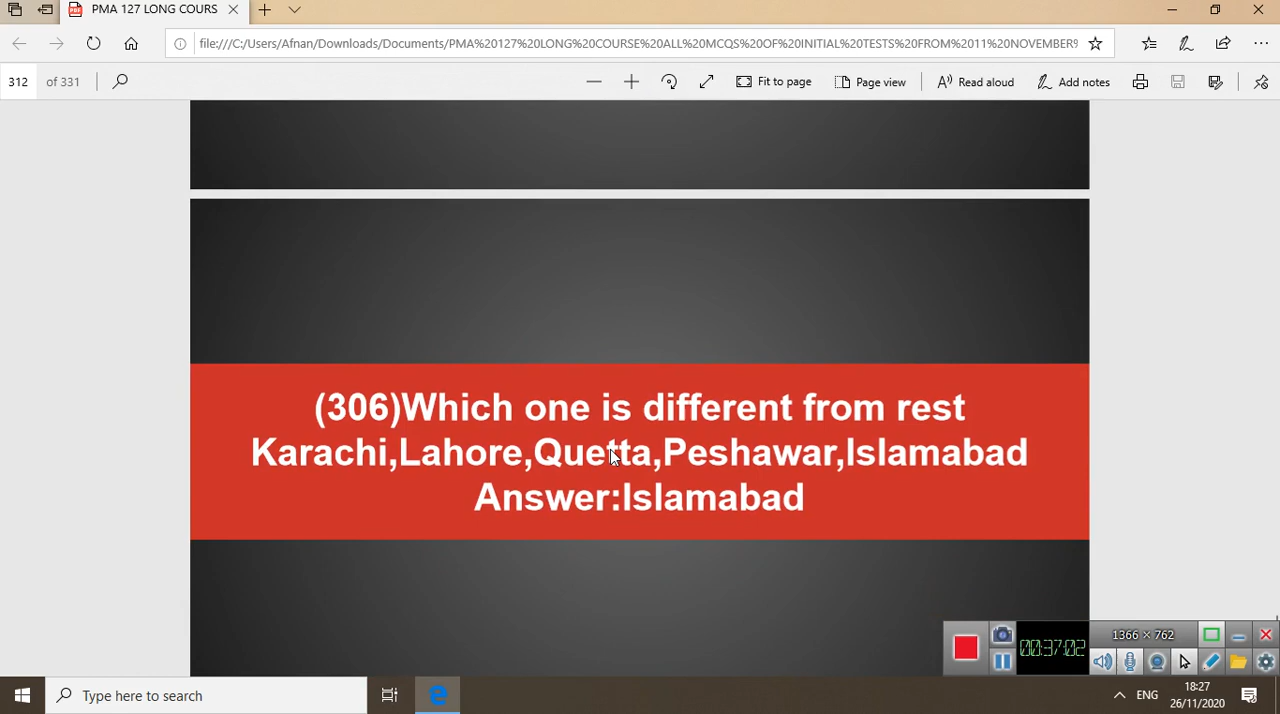 PMA 127 LONG COURS
file:///C:/Users/Afnan/Downloads/Documents/PMA%20127%20LONG%20COURSE%20ALL%20MCQS%20OF%20INITIAL%20TESTS%20FROM%2011%20NOVEMBER%
312 of 331
Fit to page
Page view
Read aloud
Add notes
(306)Which one is different from rest
Karachi,Lahore,Quetta,Peshawar,Islamabad
Answer:Islamabad
1366 × 762
00:37:02
Type here to search
ENG
18:27
26/11/2020